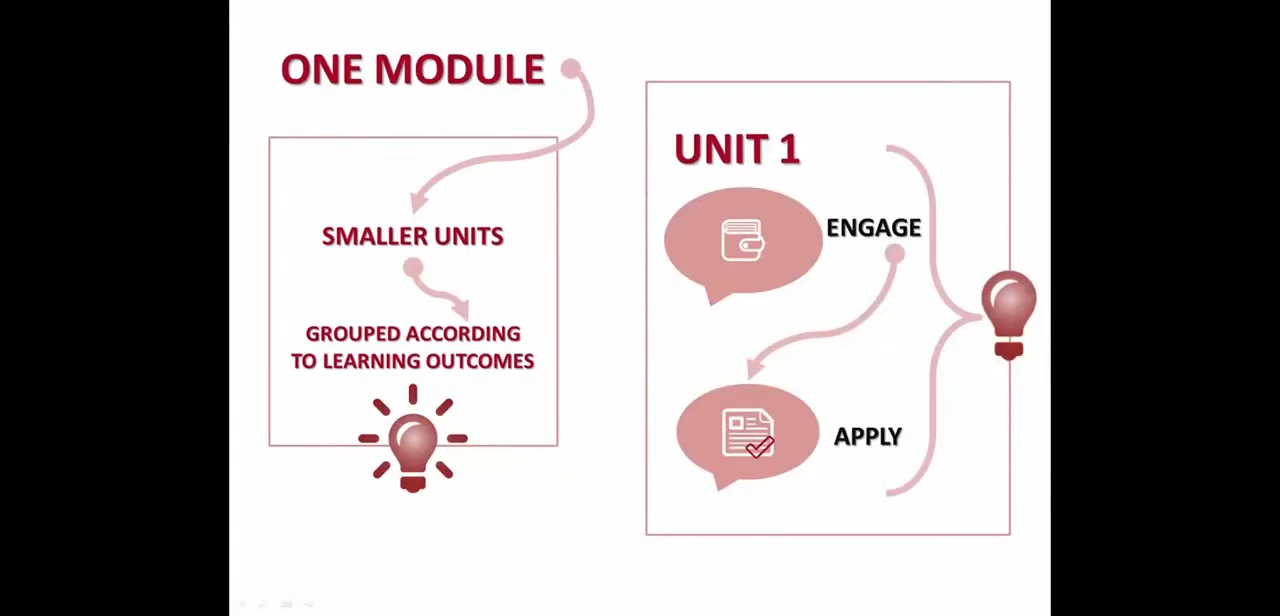 ONE MODULE
SMALLER UNITS
GROUPED ACCORDING
TO LEARNING OUTCOMES
UNIT 1
ENGAGE
APPLY